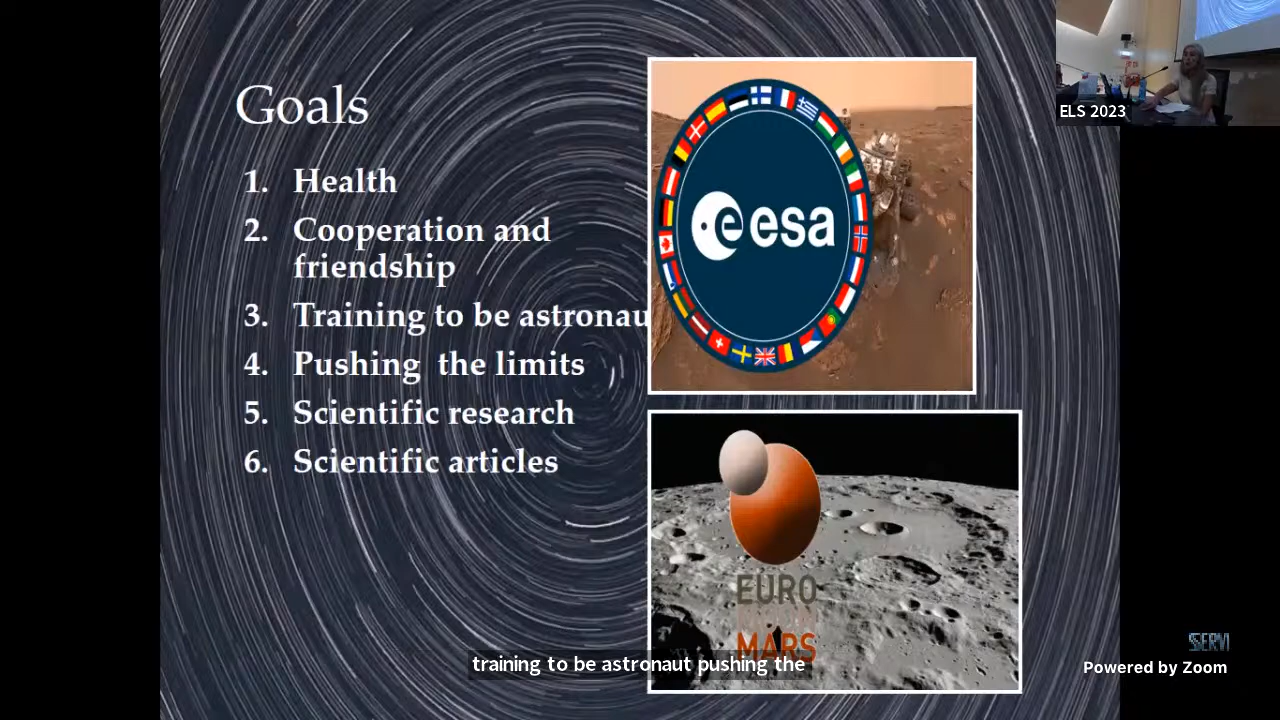 Goals
1. Health
2. Cooperation and
friendship
3. Training to be astronau
4. Pushing the limits
5. Scientific research
6. Scientific articles
esa
EURO
MARS
training to be astronaut pushing the
ELS 2023
SERVI
Powered by Zoom